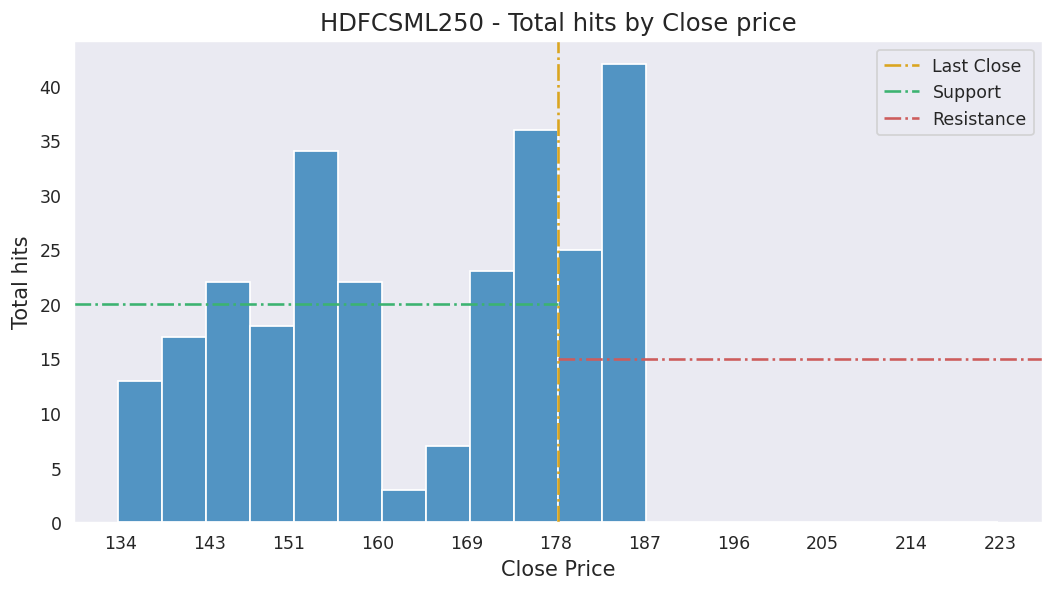 HDFCSML250 - Total hits by Close price
Last Close
Support
Resistance
Total hits
40
35
30
25
20
15
10
5
0
134 143 151 160 169 178 187 196 205 214 223
Close Price